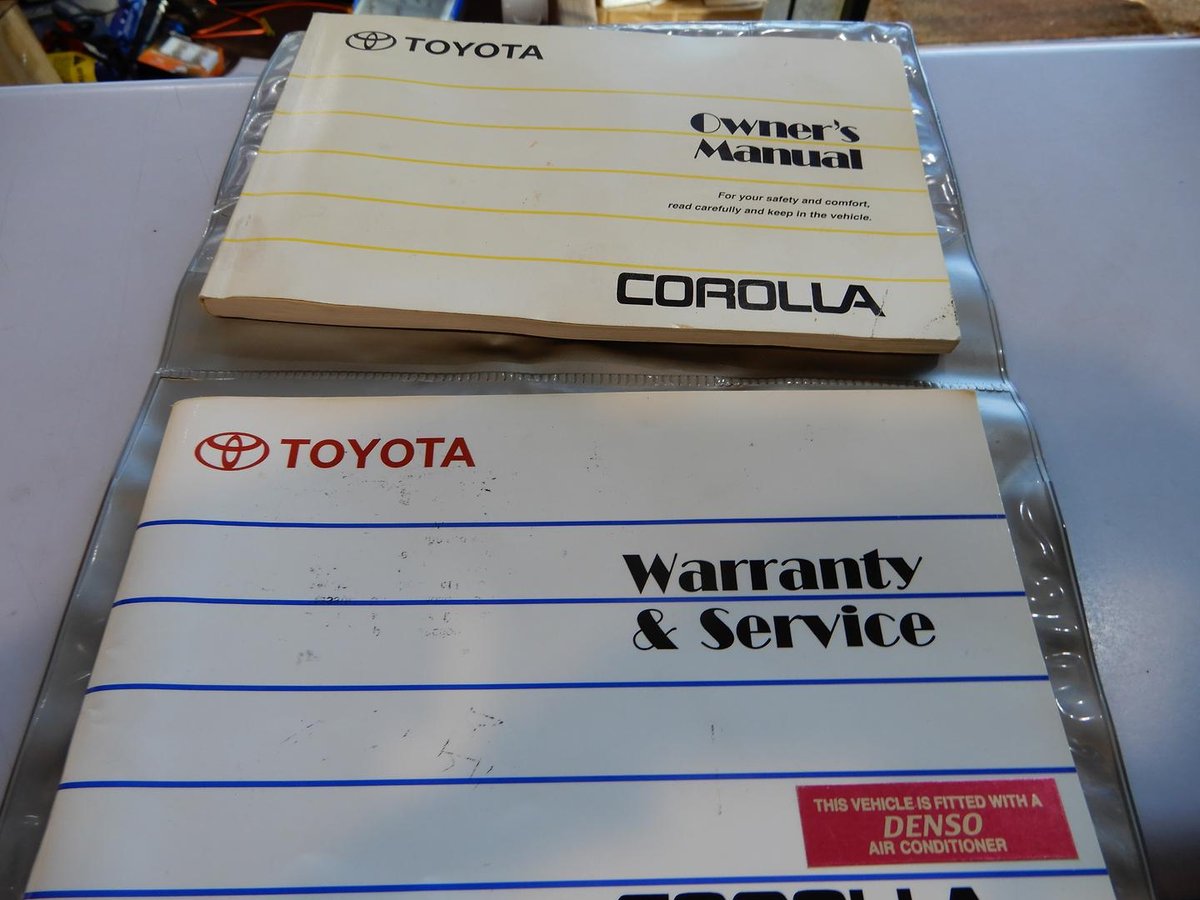 TOYOTA
Owner's
Manual
For your safety and comfort,
read carefully and keep in the vehicle.
COROLLA
TOYOTA
Warranty
& Service
THIS VEHICLE IS FITTED WITH A
DENSO
AIR CONDITIONER
COROLLA